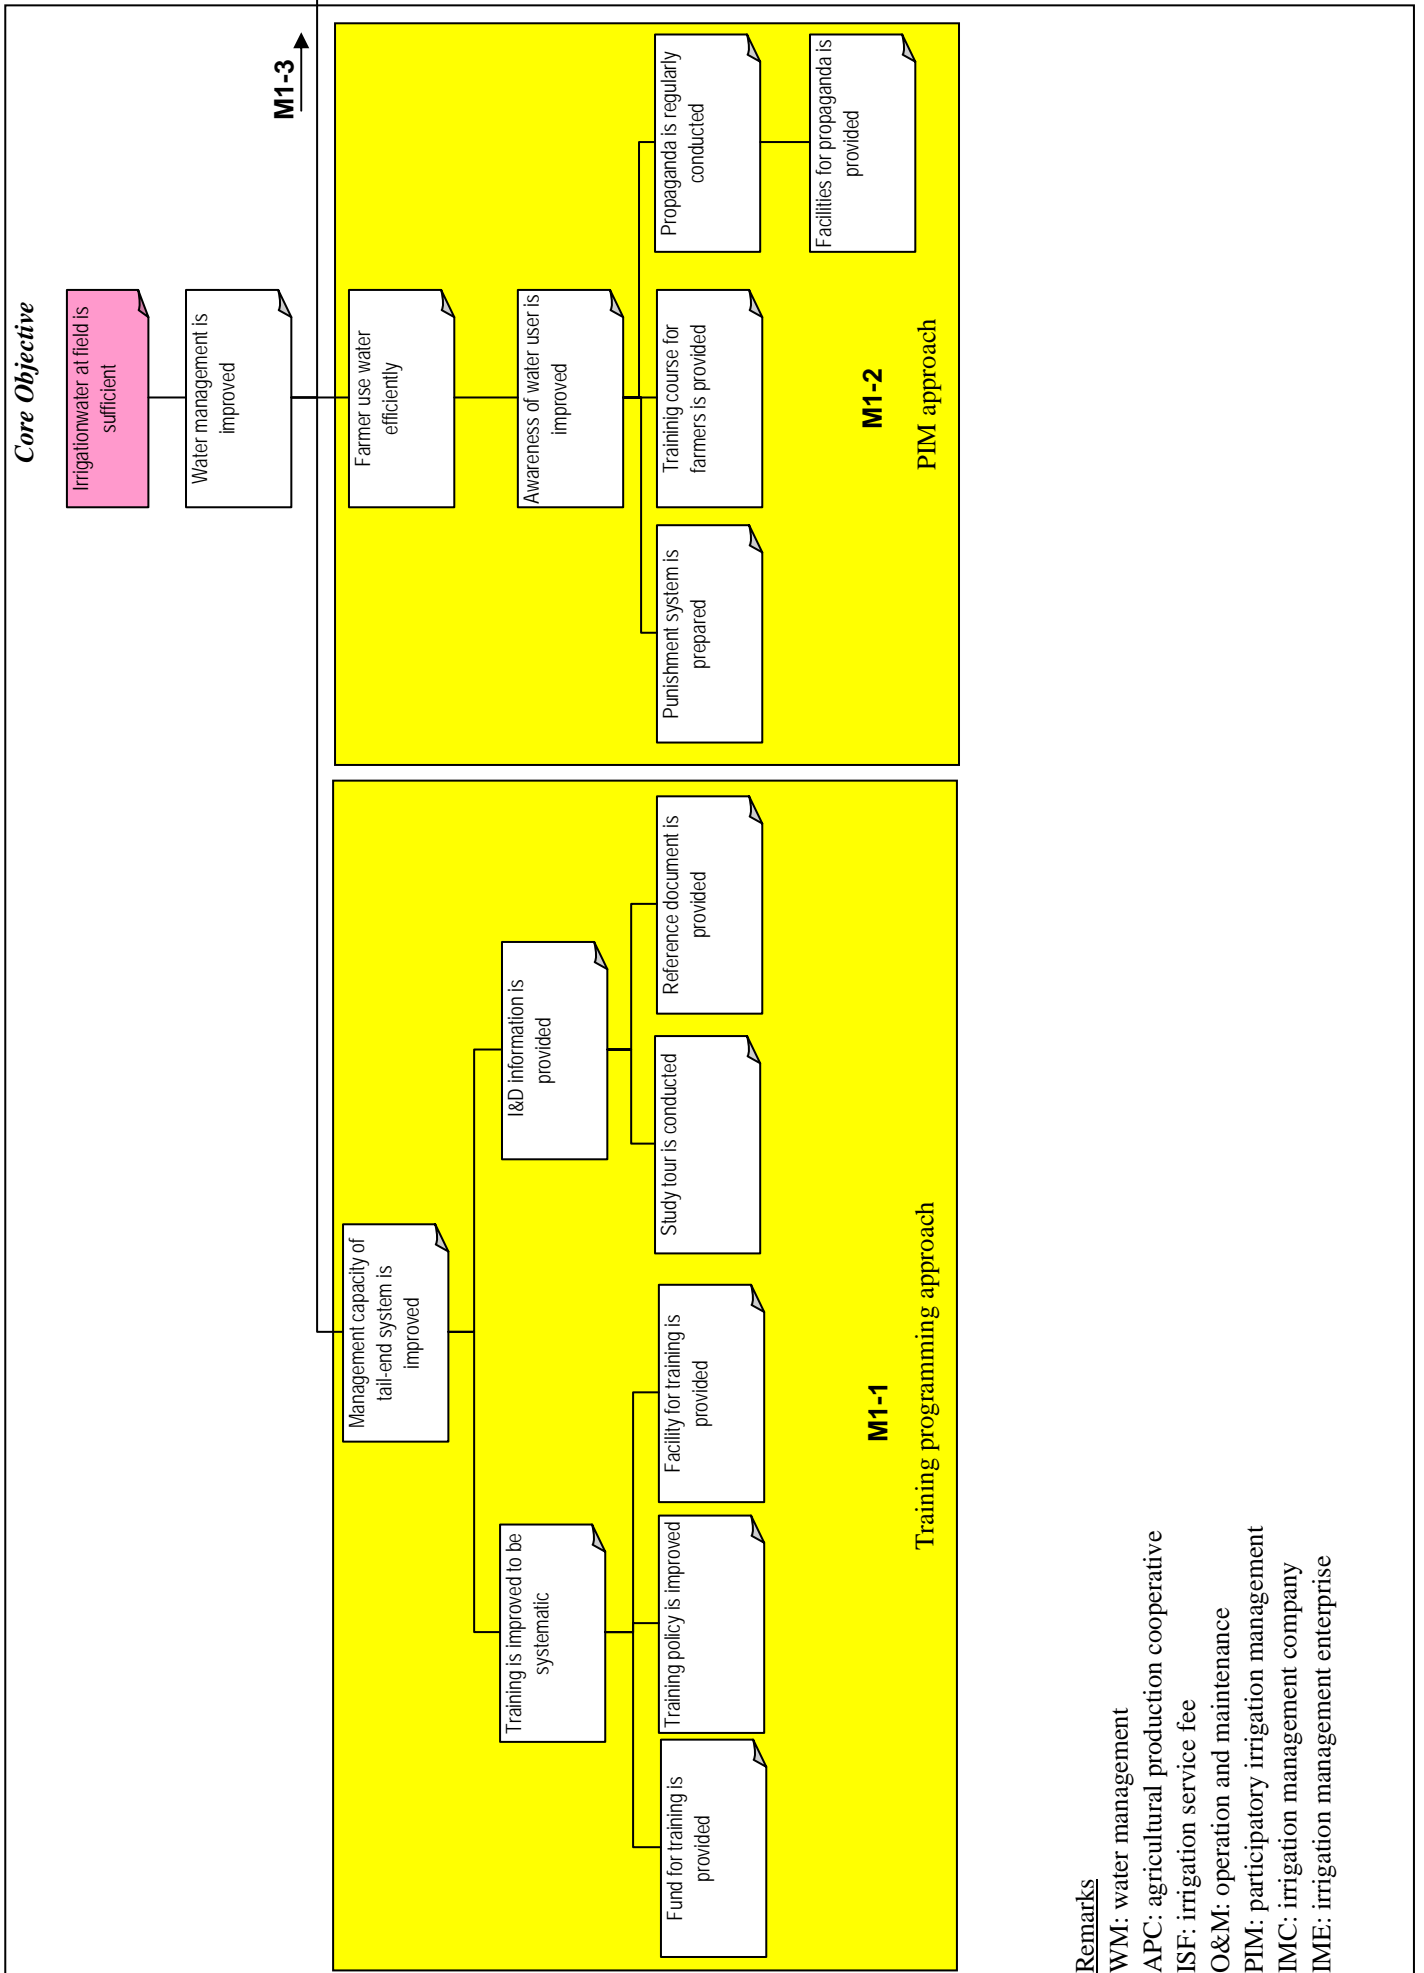 Core Objective
Irrigationwater at field is
sufficient
Water management is
improved
M1-3
Management capacity of
tail-end system is
improved
Farmer use water
efficiently
Training is improved to be
systematic
I&D information is
provided
Awareness of water user is
improved
Fund for training is
provided
Training policy is improved
Facility for training is
provided
Study tour is conducted
Reference document is
provided
Punishment system is
prepared
Training course for
farmers is provided
Propaganda is regularly
conducted
Facilities for propaganda is
provided
M1-1
Training programming approach
M1-2
PIM approach
Remarks
WM: water management
APC: agricultural production cooperative
ISF: irrigation service fee
O&M: operation and maintenance
PIM: participatory irrigation management
IMC: irrigation management company
IME: irrigation management enterprise